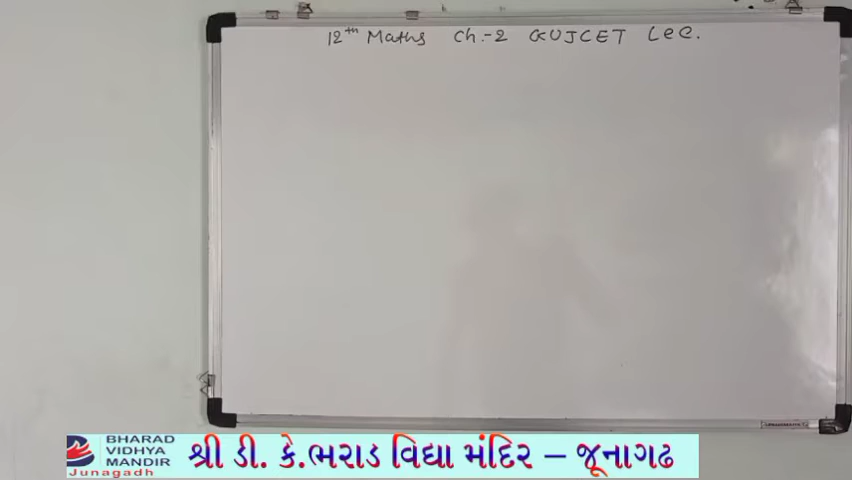 12th Maths Ch.-2 GUJCET Lec.
BHARAD
VIDHYA
MANDIR
Junagadh
શ્રી ડી. કે.ભરાડ વિદ્યા મંદિર – જૂનાગઢ